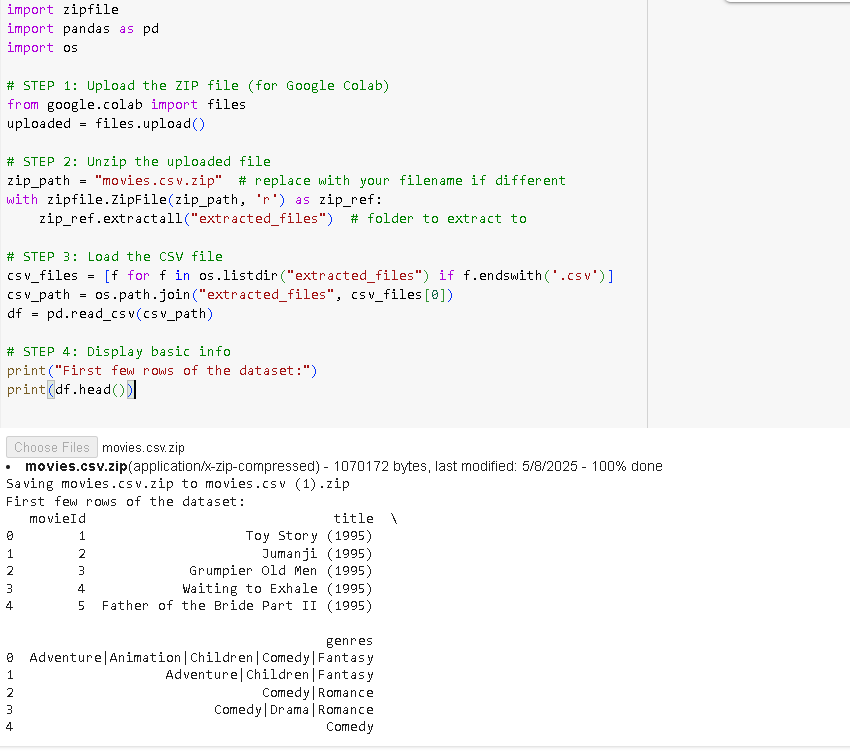 import zipfile
import pandas as pd
import os
# STEP 1: Upload the ZIP file (for Google Colab)
from google.colab import files
uploaded = files.upload()
# STEP 2: Unzip the uploaded file
zip_path = "movies.csv.zip"  # replace with your filename if different
with zipfile.ZipFile(zip_path, 'r') as zip_ref:
    zip_ref.extractall("extracted_files")  # folder to extract to
# STEP 3: Load the CSV file
csv_files = [f for f in os.listdir("extracted_files") if f.endswith('.csv')]
csv_path = os.path.join("extracted_files", csv_files[0])
df = pd.read_csv(csv_path)
# STEP 4: Display basic info
print("First few rows of the dataset:")
print(df.head())
Choose Files movies.csv.zip
• movies.csv.zip(application/x-zip-compressed) - 1070172 bytes, last modified: 5/8/2025 - 100% done
Saving movies.csv.zip to movies.csv (1).zip
First few rows of the dataset:
   movieId                               title  \
0        1                    Toy Story (1995)
1        2                      Jumanji (1995)
2        3             Grumpier Old Men (1995)
3        4            Waiting to Exhale (1995)
4        5  Father of the Bride Part II (1995)
                                        genres
0  Adventure|Animation|Children|Comedy|Fantasy
1                   Adventure|Children|Fantasy
2                               Comedy|Romance
3                         Comedy|Drama|Romance
4                                       Comedy